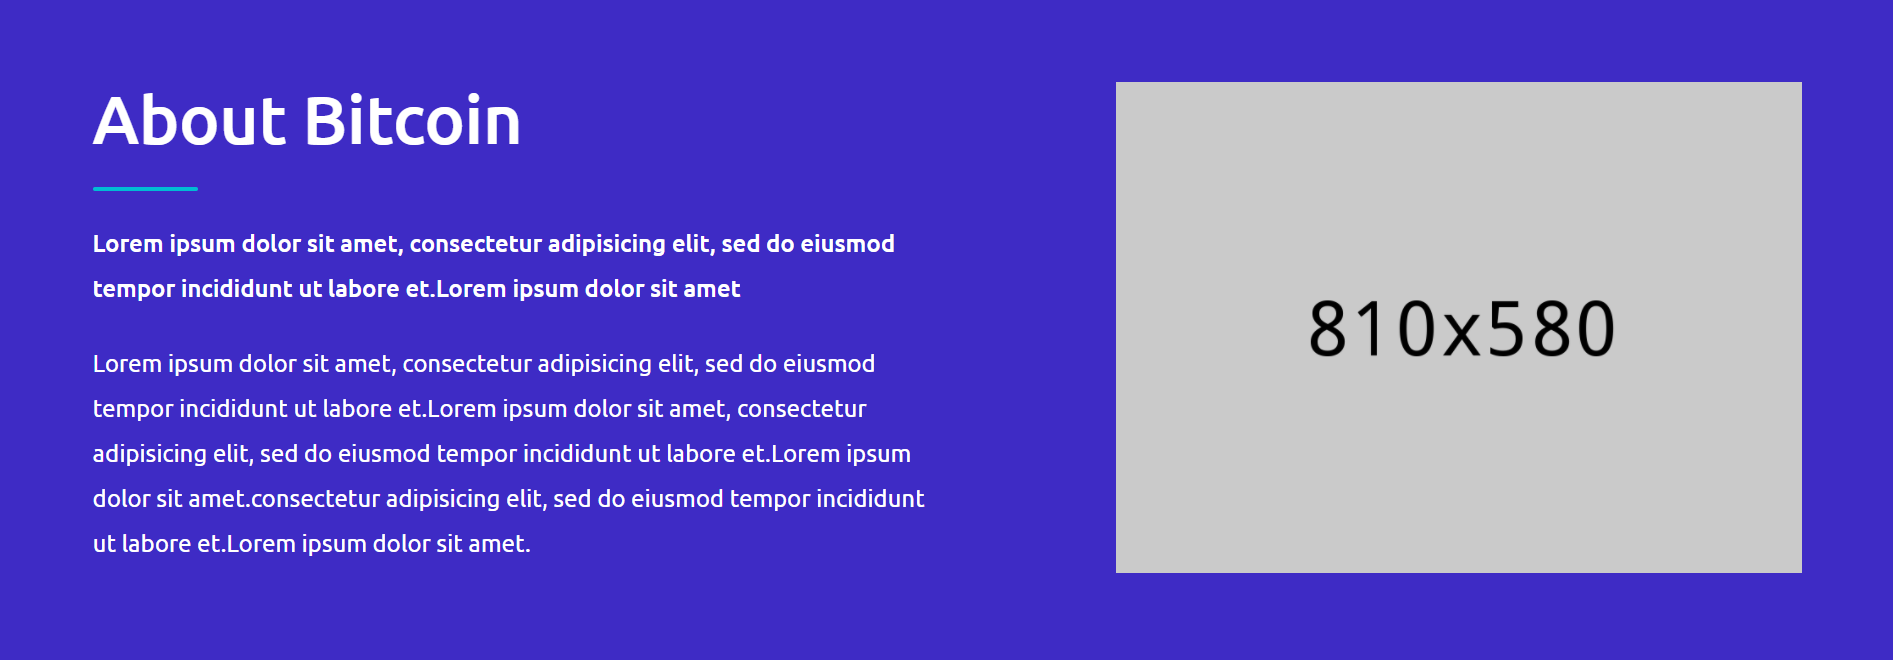 About Bitcoin
Lorem ipsum dolor sit amet, consectetur adipisicing elit, sed do eiusmod
tempor incididunt ut labore et.Lorem ipsum dolor sit amet
Lorem ipsum dolor sit amet, consectetur adipisicing elit, sed do eiusmod
tempor incididunt ut labore et.Lorem ipsum dolor sit amet, consectetur
adipisicing elit, sed do eiusmod tempor incididunt ut labore et.Lorem ipsum
dolor sit amet.consectetur adipisicing elit, sed do eiusmod tempor incididunt
ut labore et.Lorem ipsum dolor sit amet.
810x580